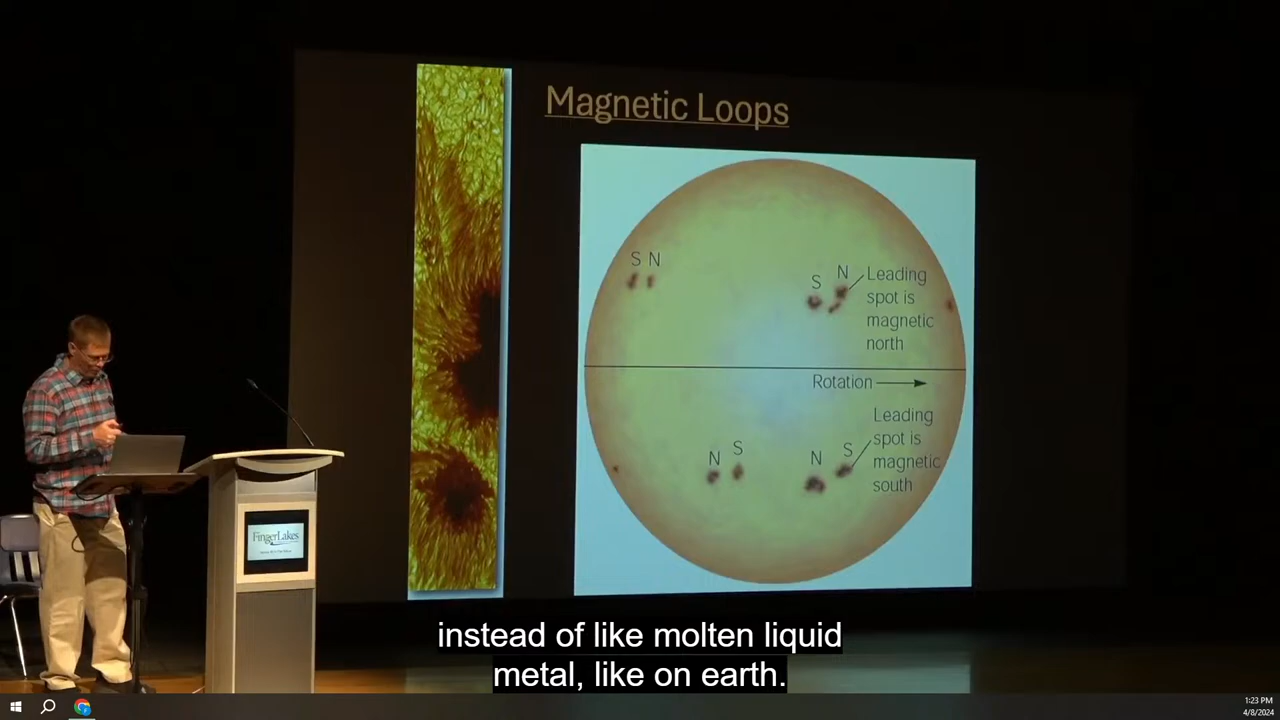 Magnetic Loops
S N
S
N
Leading
spot is
magnetic
north
Rotation
Leading
spot is
magnetic
south
N
S
N
S
FingerLakes
instead of like molten liquid
metal, like on earth.
1:23 PM
4/8/2024